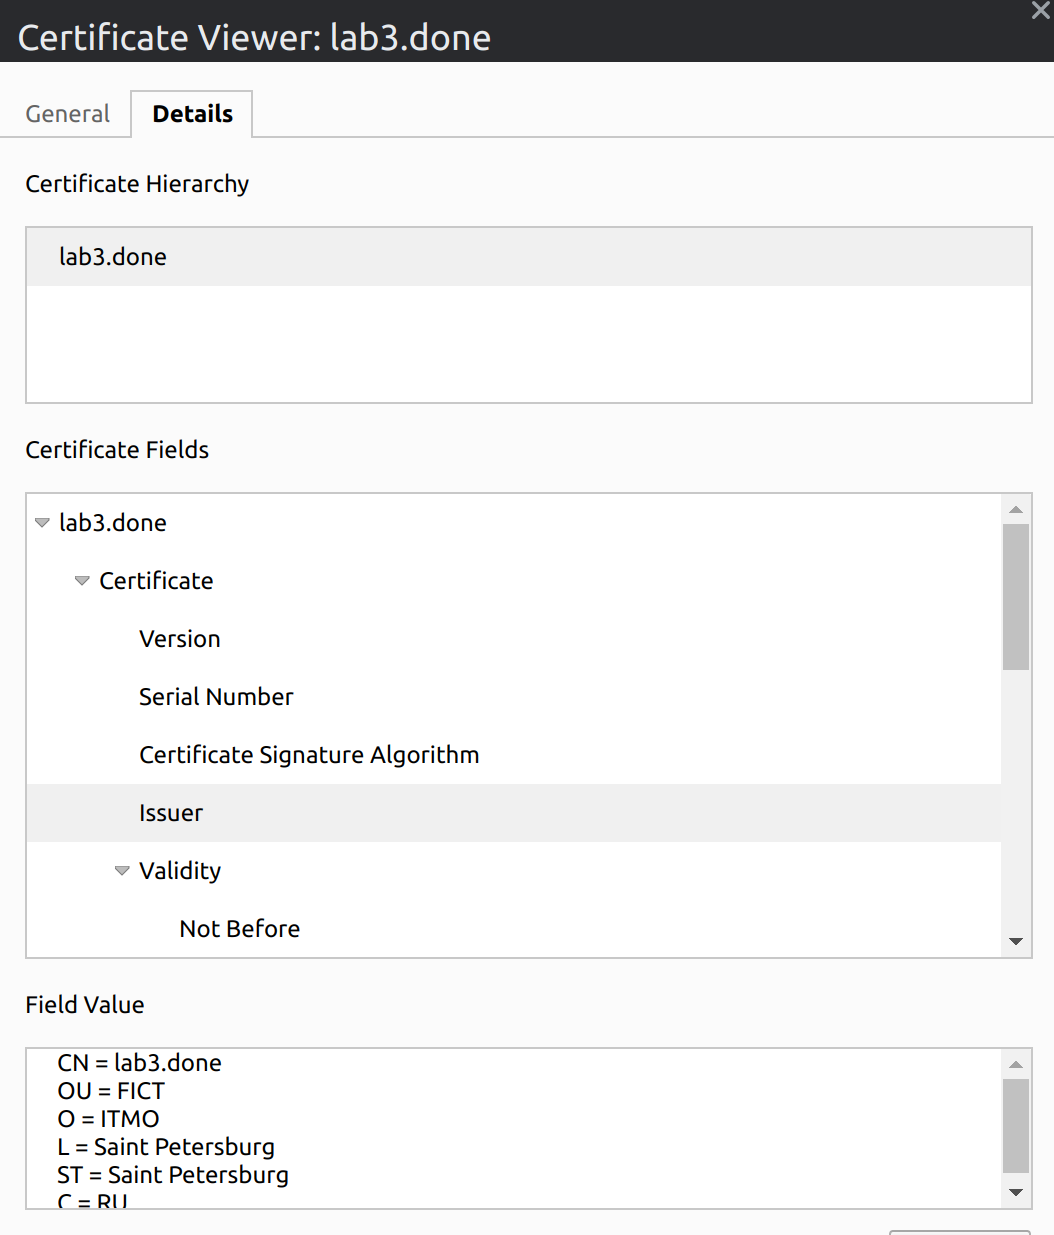 Certificate Viewer: lab3.done
General
Details
Certificate Hierarchy
lab3.done
Certificate Fields
lab3.done
Certificate
Version
Serial Number
Certificate Signature Algorithm
Issuer
Validity
Not Before
Field Value
CN = lab3.done
OU = FICT
O = ITMO
L = Saint Petersburg
ST = Saint Petersburg
C = RU